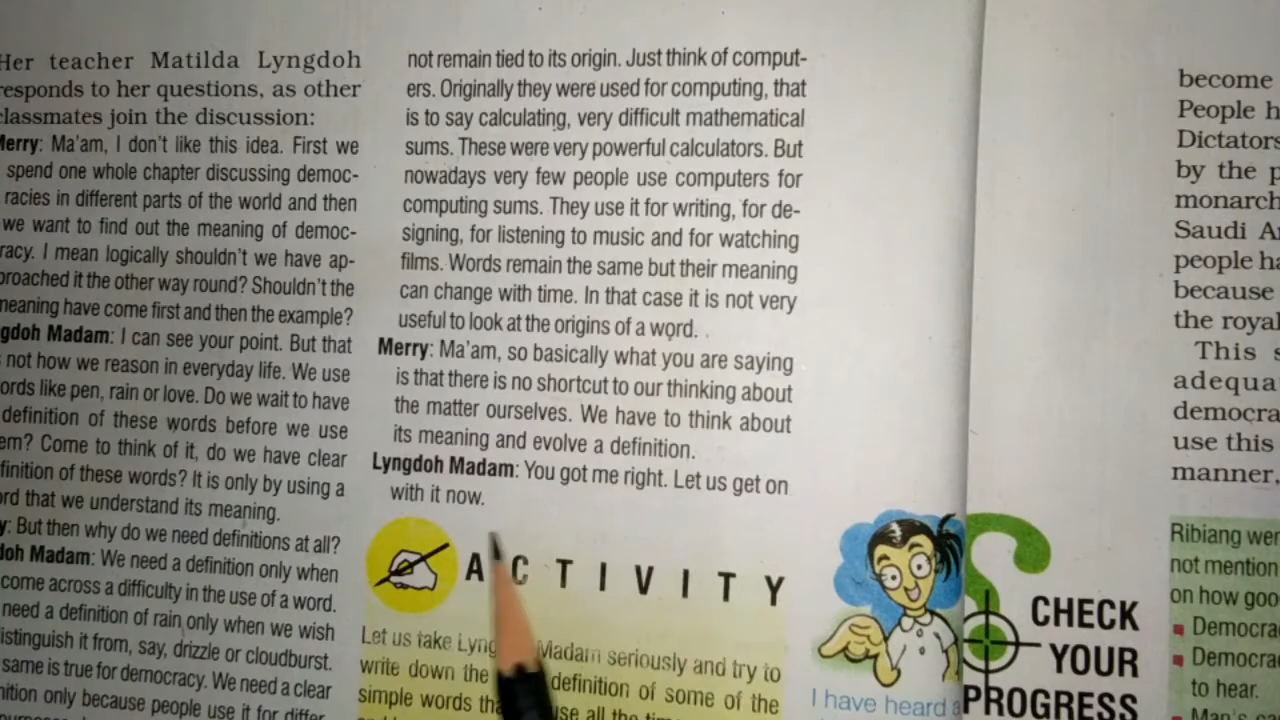 Her teacher Matilda Lyngdoh
responds to her questions, as other
classmates join the discussion:
Merry: Ma'am, I don't like this idea. First we
spend one whole chapter discussing democ-
racies in different parts of the world and then
we want to find out the meaning of democ-
racy. I mean logically shouldn't we have ap-
proached it the other way round? Shouldn't the
meaning have come first and then the example?
gdoh Madam: I can see your point. But that
not how we reason in everyday life. We use
ords like pen, rain or love. Do we wait to have
definition of these words before we use
em? Come to think of it, do we have clear
finition of these words? It is only by using a
ord that we understand its meaning.
y: But then why do we need definitions at all?
doh Madam: We need a definition only when
come across a difficulty in the use of a word.
need a definition of rain only when we wish
istinguish it from, say, drizzle or cloudburst.
same is true for democracy. We need a clear
nition only because people use it for differ
not remain tied to its origin. Just think of comput-
ers. Originally they were used for computing, that
is to say calculating, very difficult mathematical
sums. These were very powerful calculators. But
nowadays very few people use computers for
computing sums. They use it for writing, for de-
signing, for listening to music and for watching
films. Words remain the same but their meaning
can change with time. In that case it is not very
useful to look at the origins of a word.
Merry: Ma'am, so basically what you are saying
is that there is no shortcut to our thinking about
the matter ourselves. We have to think about
its meaning and evolve a definition.
Lyngdoh Madam: You got me right. Let us get on
with it now.
ACTIVITY
Let us take Lyng Madam seriously and try to
write down the definition of some of the
simple words tha use all the
I have heard a
CHECK
YOUR
PROGRESS
become
People h
Dictators
by the p
monarch
Saudi A
people ha
because
the royal
This s
adequa
democra
use this
manner,
Ribiang wer
not mention
on how goo
Democra
Democra
to hear.
Man's